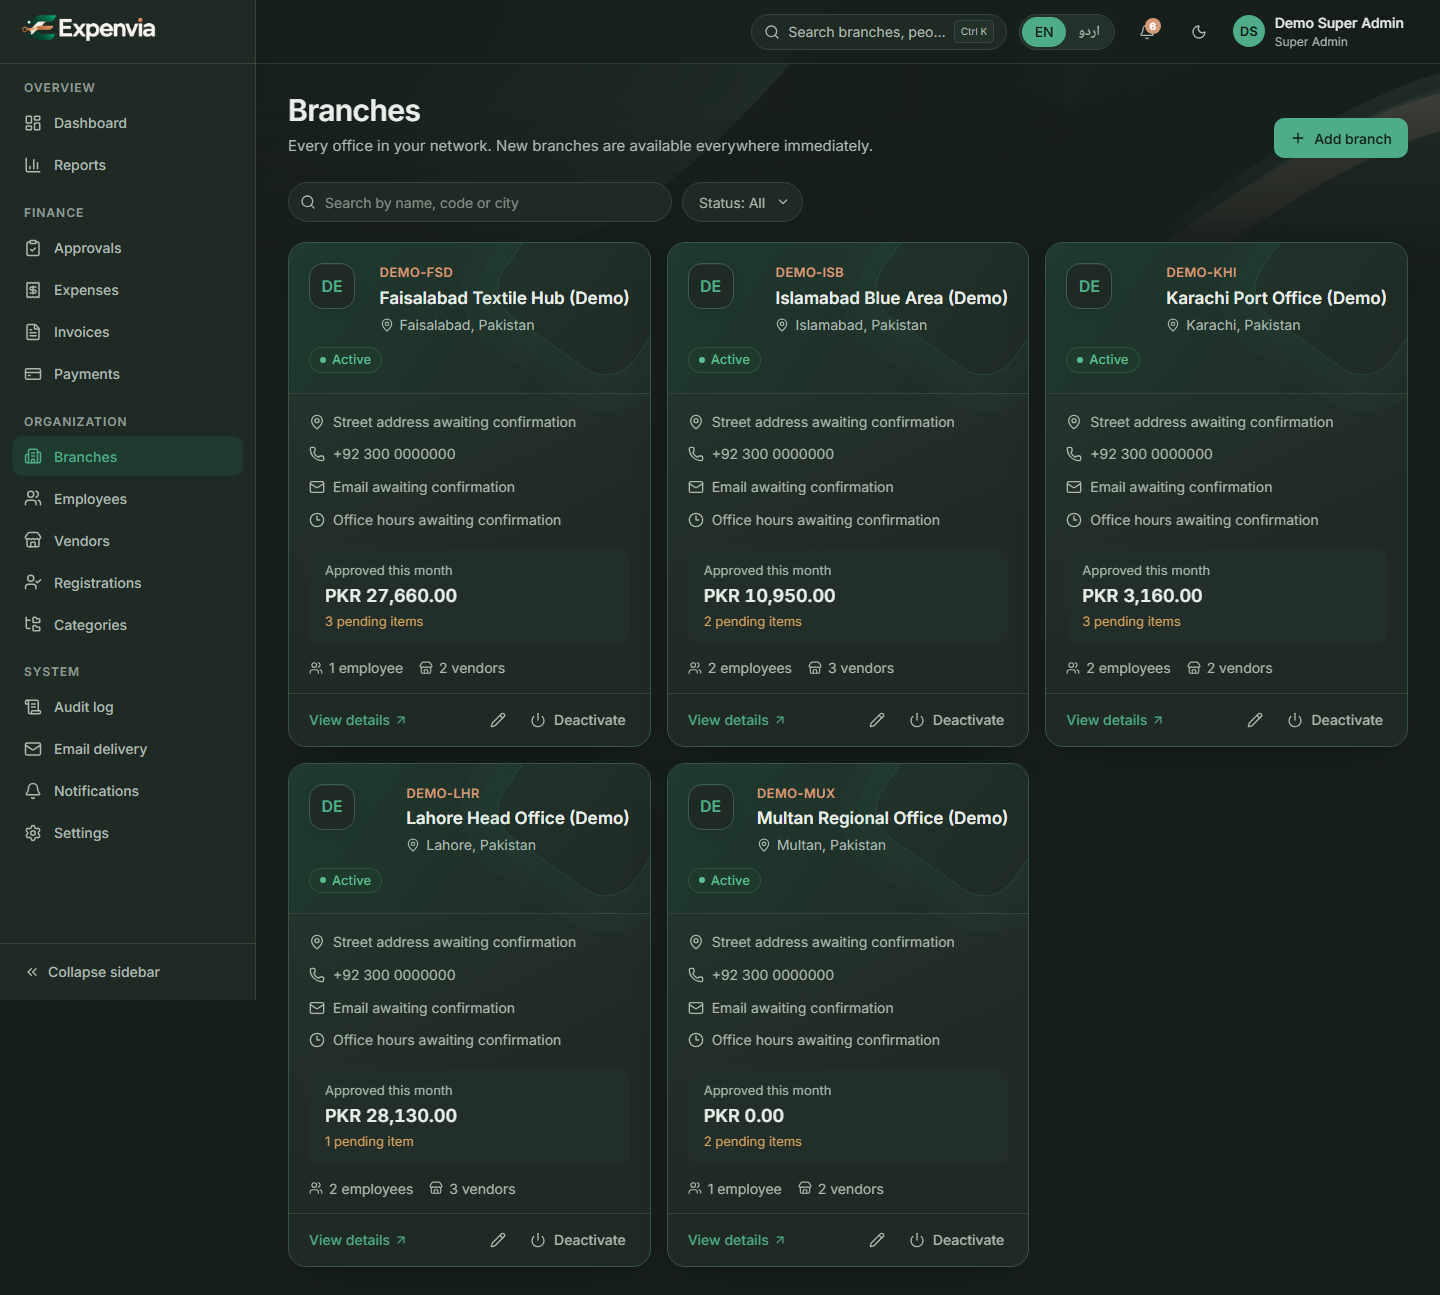 Expenvia
Search branches, peo... Ctrl K
EN اردو
6
DS Demo Super Admin
Super Admin
OVERVIEW
Dashboard
Reports
FINANCE
Approvals
Expenses
Invoices
Payments
ORGANIZATION
Branches
Employees
Vendors
Registrations
Categories
SYSTEM
Audit log
Email delivery
Notifications
Settings
Collapse sidebar
Branches
Every office in your network. New branches are available everywhere immediately.
Add branch
Search by name, code or city
Status: All
DE
DEMO-FSD
Faisalabad Textile Hub (Demo)
Faisalabad, Pakistan
Active
Street address awaiting confirmation
+92 300 0000000
Email awaiting confirmation
Office hours awaiting confirmation
Approved this month
PKR 27,660.00
3 pending items
1 employee 2 vendors
View details Deactivate
DE
DEMO-ISB
Islamabad Blue Area (Demo)
Islamabad, Pakistan
Active
Street address awaiting confirmation
+92 300 0000000
Email awaiting confirmation
Office hours awaiting confirmation
Approved this month
PKR 10,950.00
2 pending items
2 employees 3 vendors
View details Deactivate
DE
DEMO-KHI
Karachi Port Office (Demo)
Karachi, Pakistan
Active
Street address awaiting confirmation
+92 300 0000000
Email awaiting confirmation
Office hours awaiting confirmation
Approved this month
PKR 3,160.00
3 pending items
2 employees 2 vendors
View details Deactivate
DE
DEMO-LHR
Lahore Head Office (Demo)
Lahore, Pakistan
Active
Street address awaiting confirmation
+92 300 0000000
Email awaiting confirmation
Office hours awaiting confirmation
Approved this month
PKR 28,130.00
1 pending item
2 employees 3 vendors
View details Deactivate
DE
DEMO-MUX
Multan Regional Office (Demo)
Multan, Pakistan
Active
Street address awaiting confirmation
+92 300 0000000
Email awaiting confirmation
Office hours awaiting confirmation
Approved this month
PKR 0.00
2 pending items
1 employee 2 vendors
View details Deactivate